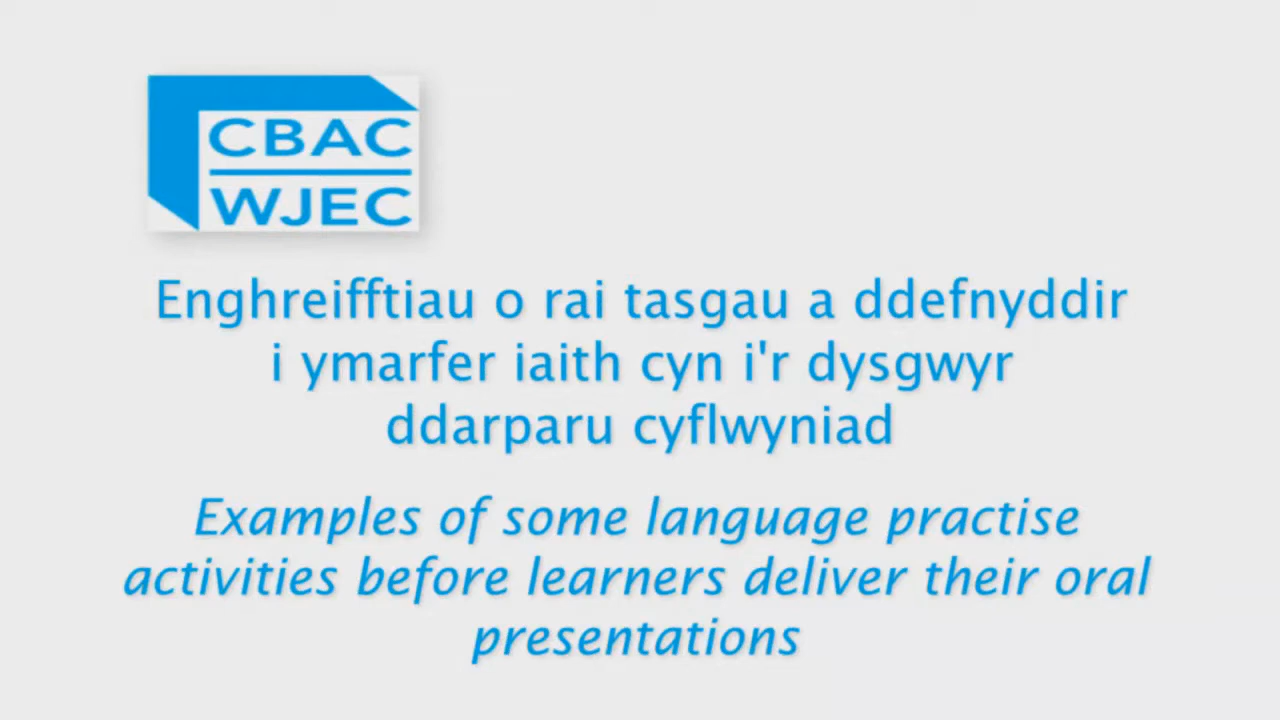 CBAC
WJEC
Enghreifftiau o rai tasgau a ddefnyddir
i ymarfer iaith cyn i'r dysgwyr
ddarparu cyflwyniad
Examples of some language practise
activities before learners deliver their oral
presentations